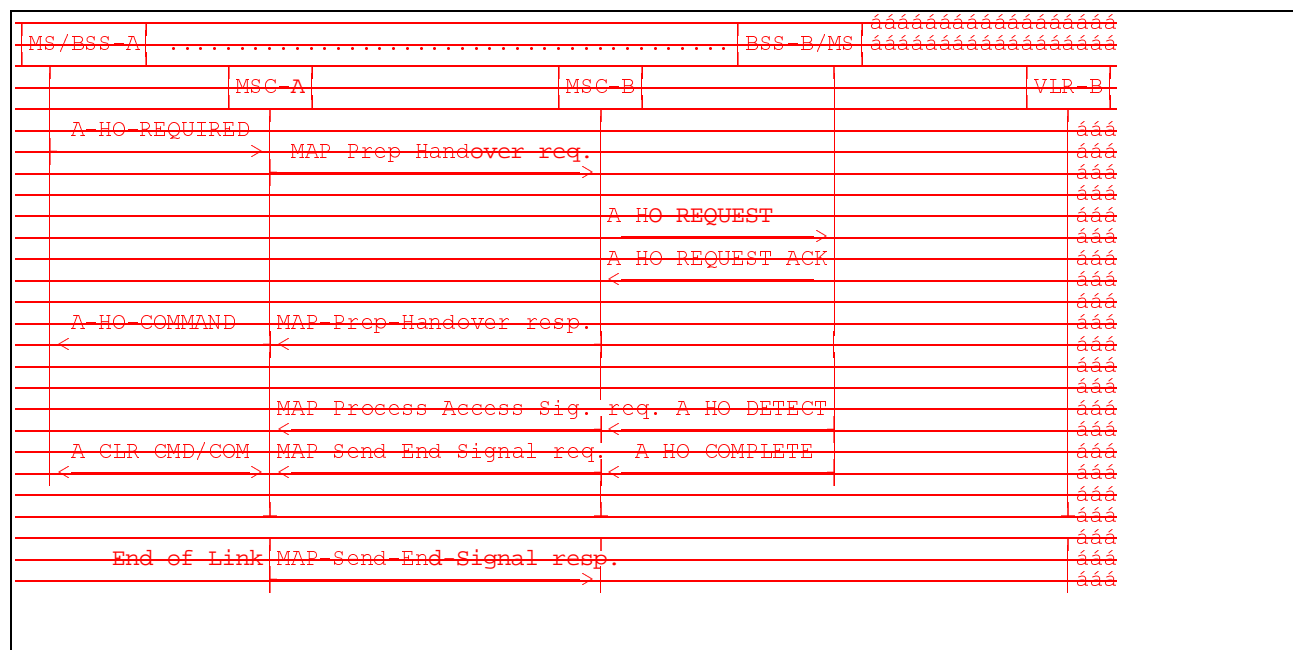 ááááááááááááááááááá
MS/BSS-A ......................................... BSS-B/MS ááááááááááááááááááá
MSC-A MSC-B VLR-B
A-HO-REQUIRED ááá
MAP-Prep-Handover req. ááá
ááá
ááá
A-HO-REQUEST ááá
ááá
A-HO-REQUEST-ACK ááá
ááá
ááá
A-HO-COMMAND MAP-Prep-Handover resp. ááá
ááá
ááá
ááá
MAP-Process-Access-Sig. req. A-HO-DETECT ááá
ááá
A-CLR-CMD/COM MAP-Send-End-Signal req. A-HO-COMPLETE ááá
ááá
ááá
ááá
ááá
End of Link MAP-Send-End-Signal resp. ááá
ááá